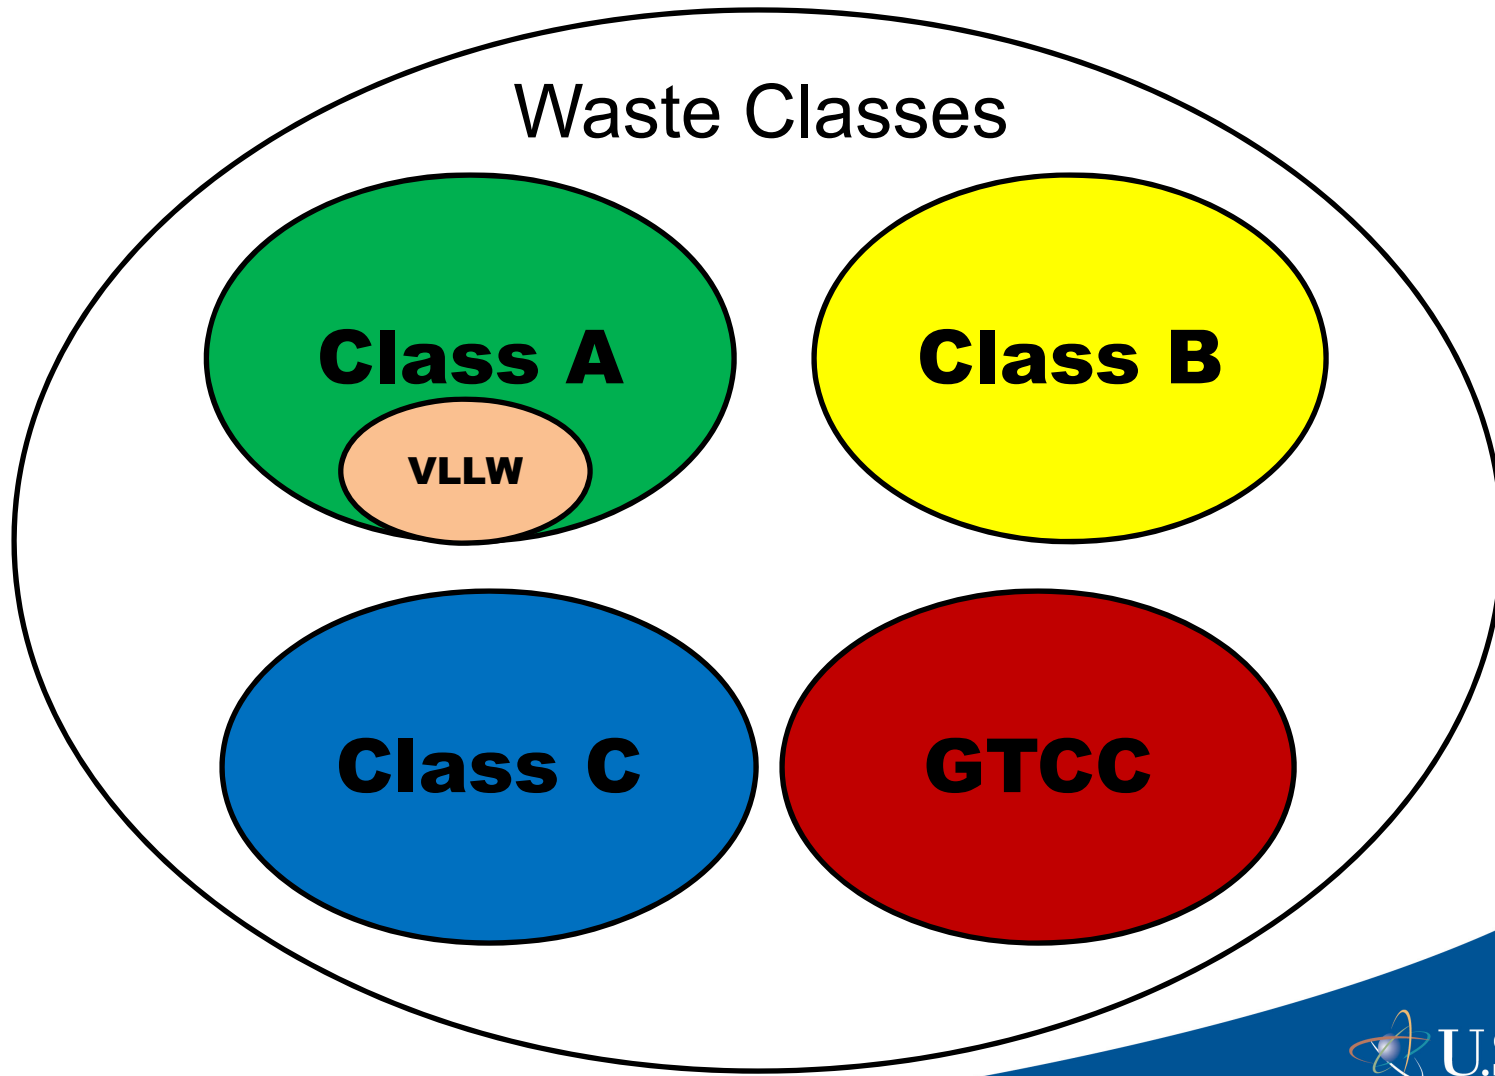 Waste Classes
Class A
Class B
VLLW
Class C
GTCC
U.S